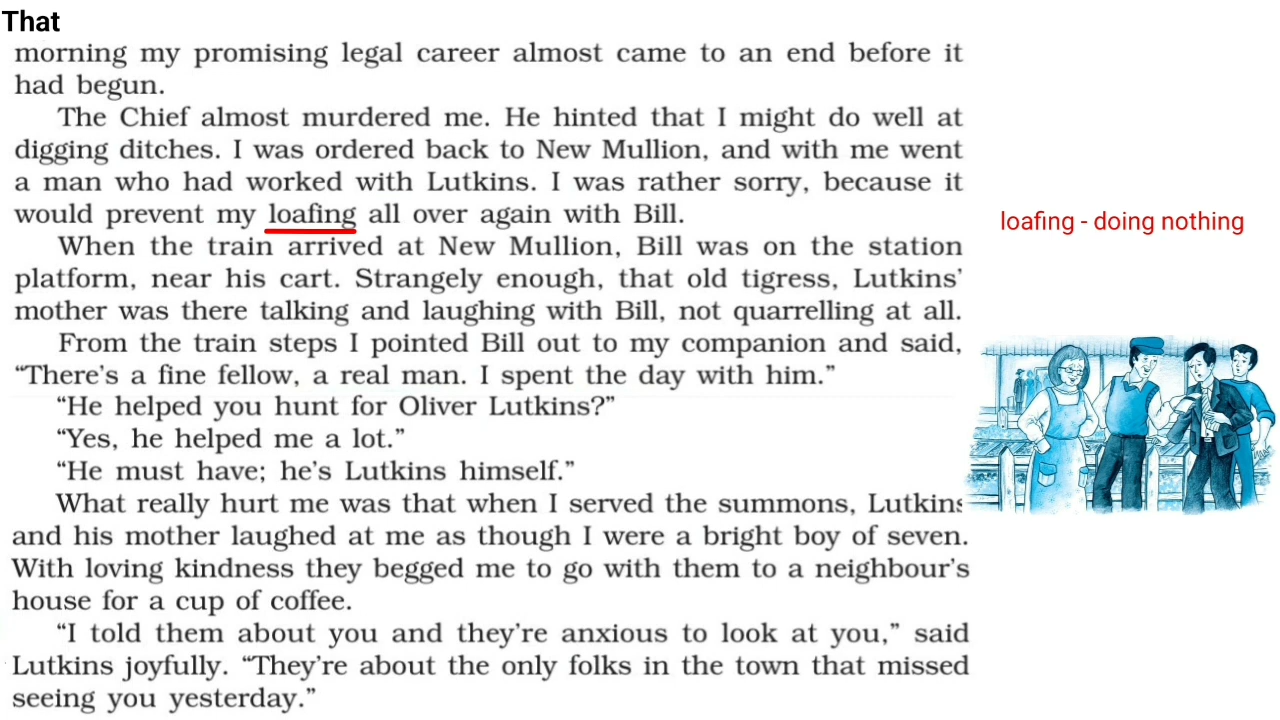 That
morning my promising legal career almost came to an end before it
had begun.
The Chief almost murdered me. He hinted that I might do well at
digging ditches. I was ordered back to New Mullion, and with me went
a man who had worked with Lutkins. I was rather sorry, because it
would prevent my loafing all over again with Bill.
loafing - doing nothing
When the train arrived at New Mullion, Bill was on the station
platform, near his cart. Strangely enough, that old tigress, Lutkins’
mother was there talking and laughing with Bill, not quarrelling at all.
From the train steps I pointed Bill out to my companion and said,
“There’s a fine fellow, a real man. I spent the day with him.”
“He helped you hunt for Oliver Lutkins?”
“Yes, he helped me a lot.”
“He must have; he’s Lutkins himself.”
What really hurt me was that when I served the summons, Lutkins
and his mother laughed at me as though I were a bright boy of seven.
With loving kindness they begged me to go with them to a neighbour’s
house for a cup of coffee.
“I told them about you and they’re anxious to look at you,” said
Lutkins joyfully. “They’re about the only folks in the town that missed
seeing you yesterday.”